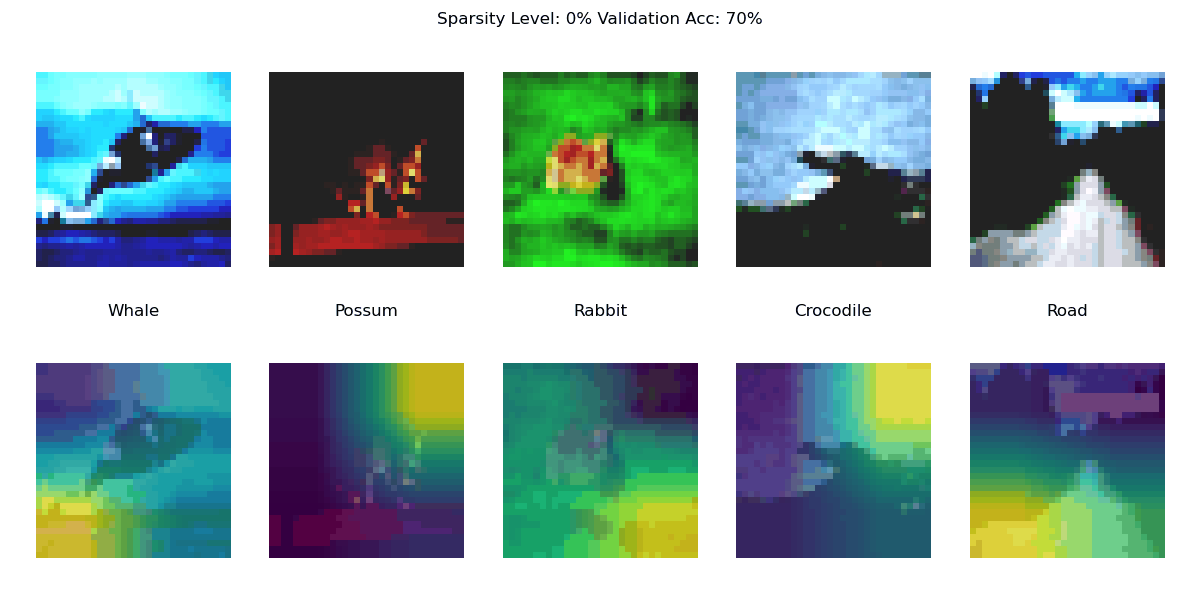 Sparsity Level: 0% Validation Acc: 70%
Whale
Possum
Rabbit
Crocodile
Road